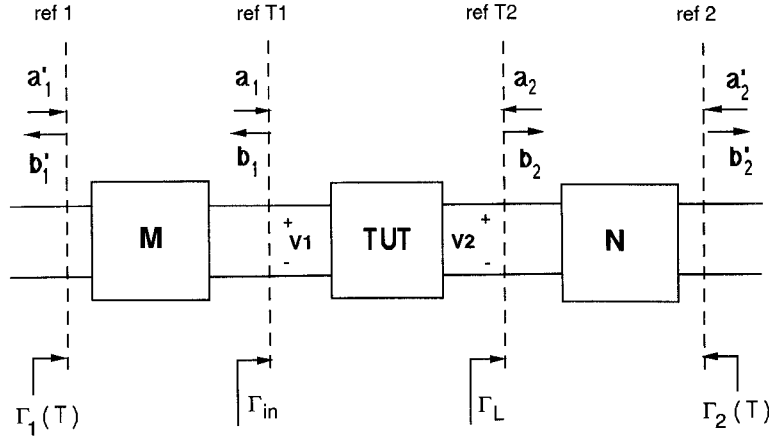 ref 1 ref T1 ref T2 ref 2
a'1 a1 a2 a'2
b'1 b1 b2 b'2
M + V1 - TUT V2 + - N
Γ1(T) Γin ΓL Γ2(T)